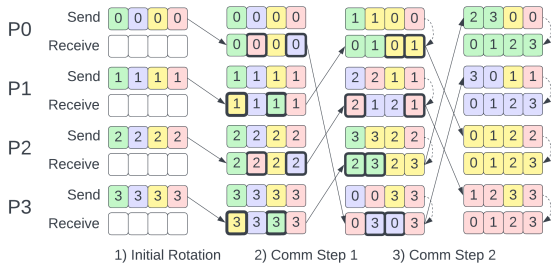 Send 0 0 0 0 0 0 0 0 1 1 0 0 2 3 0 0
P0
Receive 0 0 0 0 0 1 0 1 0 1 2 3
Send 1 1 1 1 1 1 1 1 2 2 1 1 3 0 1 1
P1
Receive 1 1 1 1 2 1 2 1 0 1 2 3
Send 2 2 2 2 2 2 2 2 3 3 2 2 0 1 2 2
P2
Receive 2 2 2 2 2 3 2 3 0 1 2 3
Send 3 3 3 3 3 3 3 3 0 0 3 3 1 2 3 3
P3
Receive 3 3 3 3 0 3 0 3 0 1 2 3
1) Initial Rotation 2) Comm Step 1 3) Comm Step 2